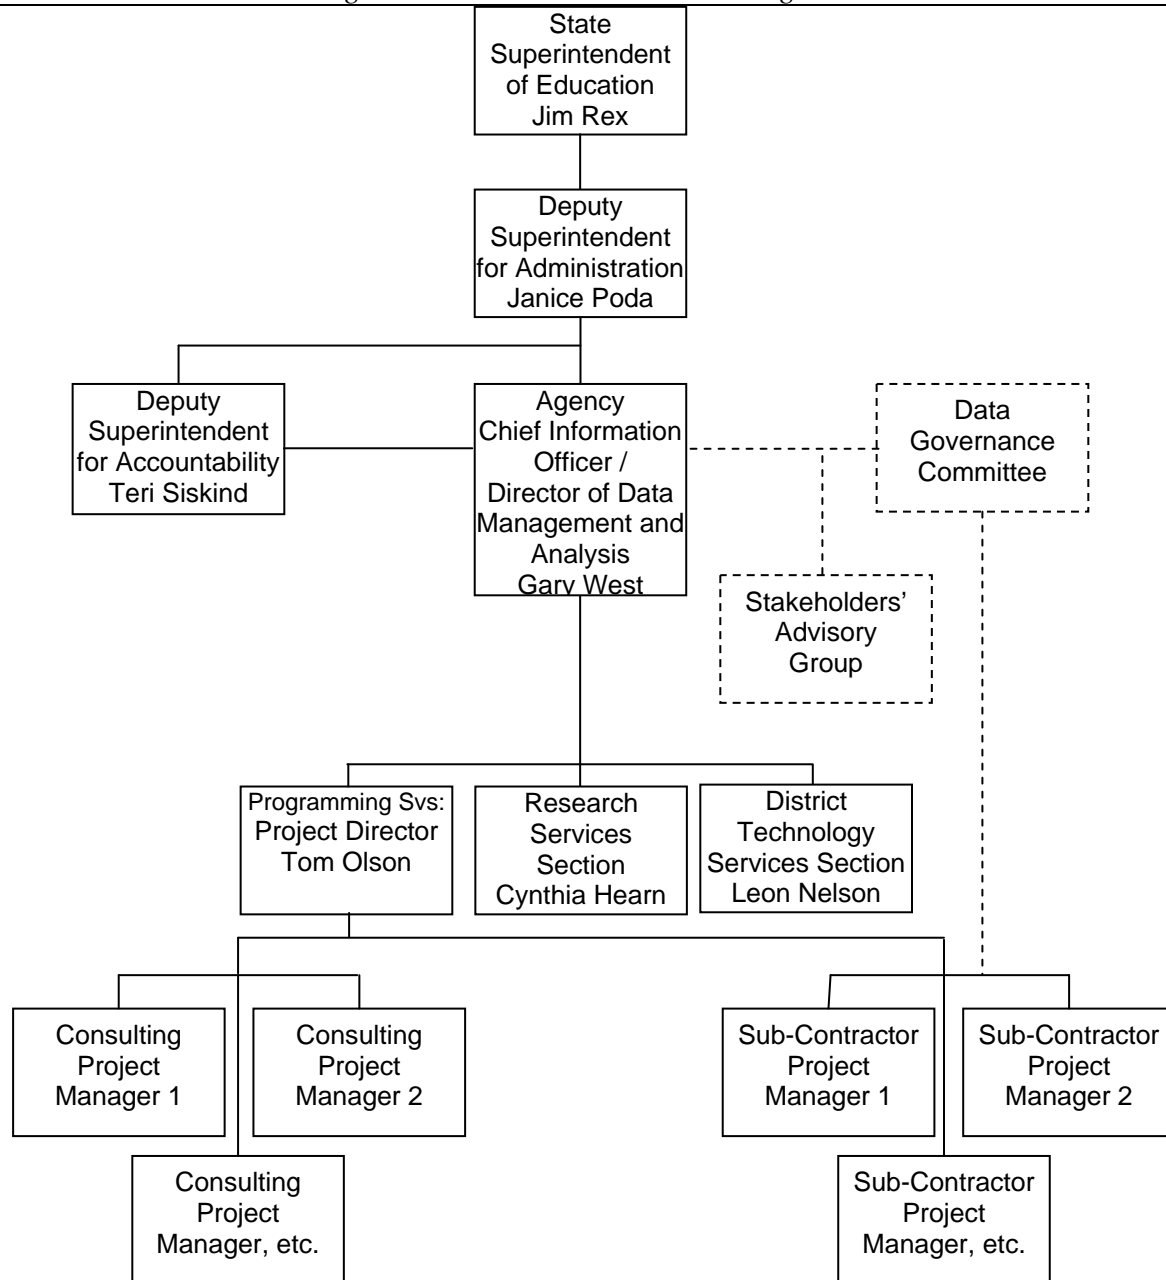 State
Superintendent
of Education
Jim Rex
Deputy
Superintendent
for Administration
Janice Poda
Deputy
Superintendent
for Accountability
Teri Siskind
Agency
Chief Information
Officer /
Director of Data
Management and
Analysis
Gary West
Data
Governance
Committee
Stakeholders’
Advisory
Group
Programming Svs:
Project Director
Tom Olson
Research
Services
Section
Cynthia Hearn
District
Technology
Services Section
Leon Nelson
Consulting
Project
Manager 1
Consulting
Project
Manager 2
Sub-Contractor
Project
Manager 1
Sub-Contractor
Project
Manager 2
Consulting
Project
Manager, etc.
Sub-Contractor
Project
Manager, etc.